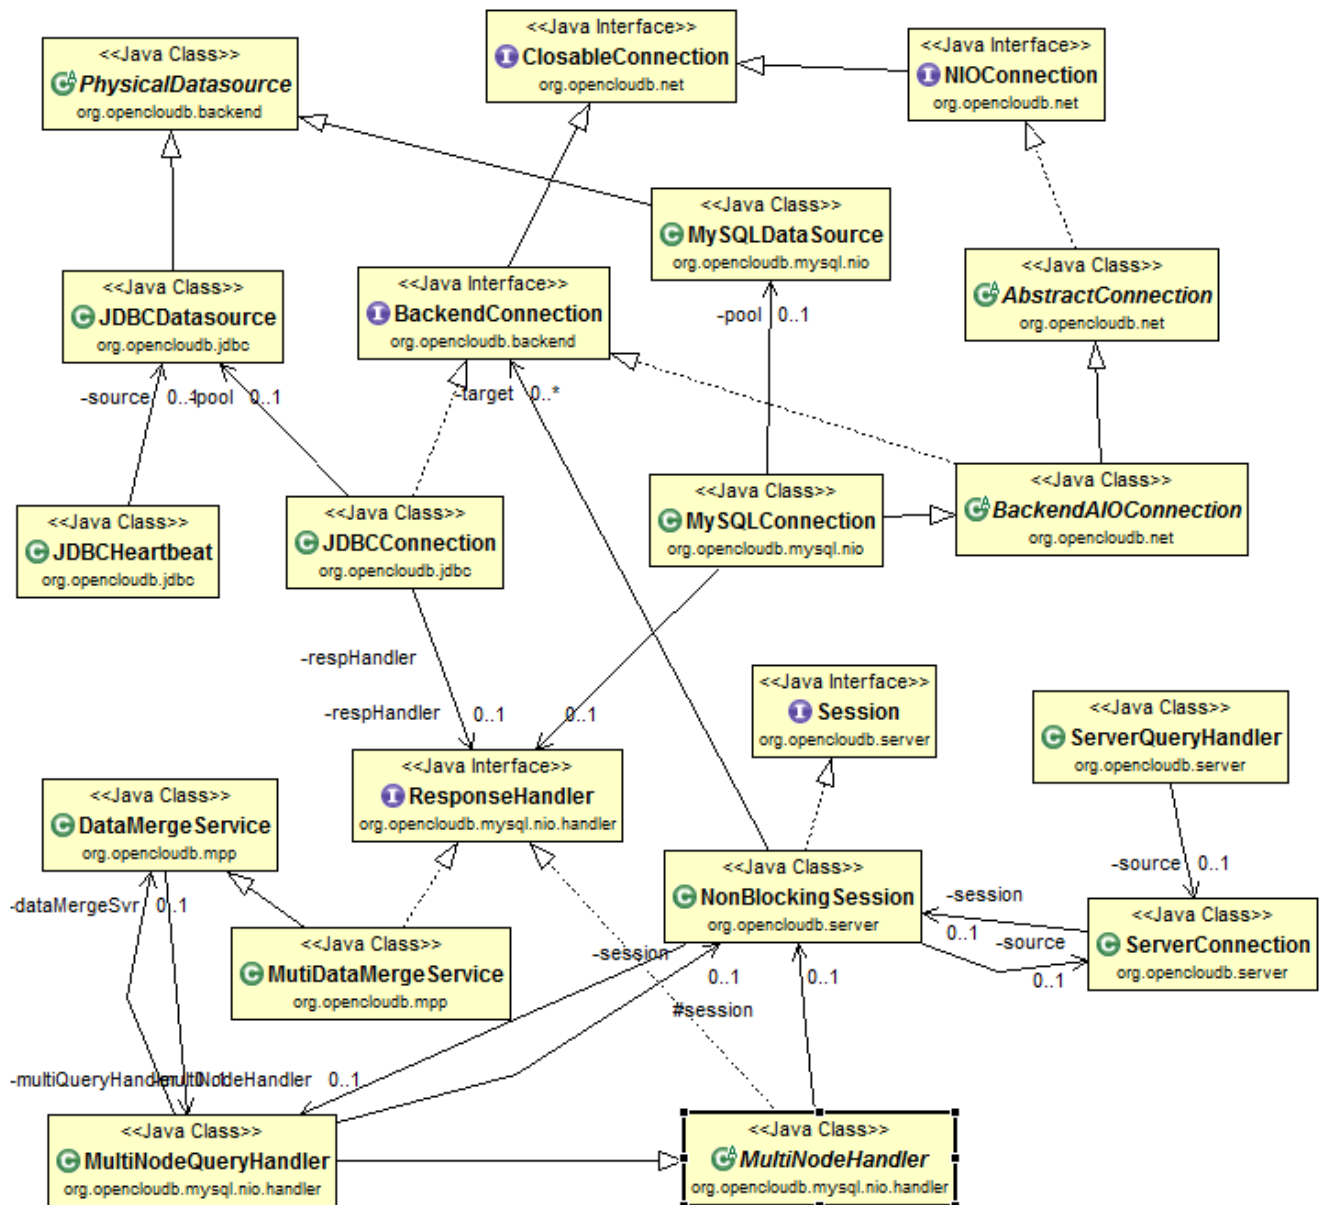 <<Java Interface>>
ClosableConnection
org.opencloudb.net
<<Java Interface>>
NIOConnection
org.opencloudb.net
<<Java Class>>
PhysicalDatasource
org.opencloudb.backend
<<Java Class>>
MySQLDataSource
org.opencloudb.mysql.nio
<<Java Class>>
AbstractConnection
org.opencloudb.net
<<Java Class>>
JDBCDatasource
org.opencloudb.jdbc
<<Java Interface>>
BackendConnection
org.opencloudb.backend
-pool 0..1
-source 0..1
-pool 0..1
-target 0..*
<<Java Class>>
JDBCHeartbeat
org.opencloudb.jdbc
<<Java Class>>
JDBCConnection
org.opencloudb.jdbc
<<Java Class>>
MySQLConnection
org.opencloudb.mysql.nio
<<Java Class>>
BackendAIOConnection
org.opencloudb.net
-respHandler
-respHandler 0..1
0..1
<<Java Interface>>
Session
org.opencloudb.server
<<Java Class>>
ServerQueryHandler
org.opencloudb.server
<<Java Interface>>
ResponseHandler
org.opencloudb.mysql.nio.handler
<<Java Class>>
DataMergeService
org.opencloudb.mpp
<<Java Class>>
NonBlockingSession
org.opencloudb.server
-source 0..1
-session
0..1
-source
0..1
<<Java Class>>
ServerConnection
org.opencloudb.server
-dataMergeSvr 0..1
<<Java Class>>
MutiDataMergeService
org.opencloudb.mpp
-session
0..1
0..1
#session
-multiQueryHandler 0..1
-multiNodeHandler 0..1
<<Java Class>>
MultiNodeQueryHandler
org.opencloudb.mysql.nio.handler
<<Java Class>>
MultiNodeHandler
org.opencloudb.mysql.nio.handler